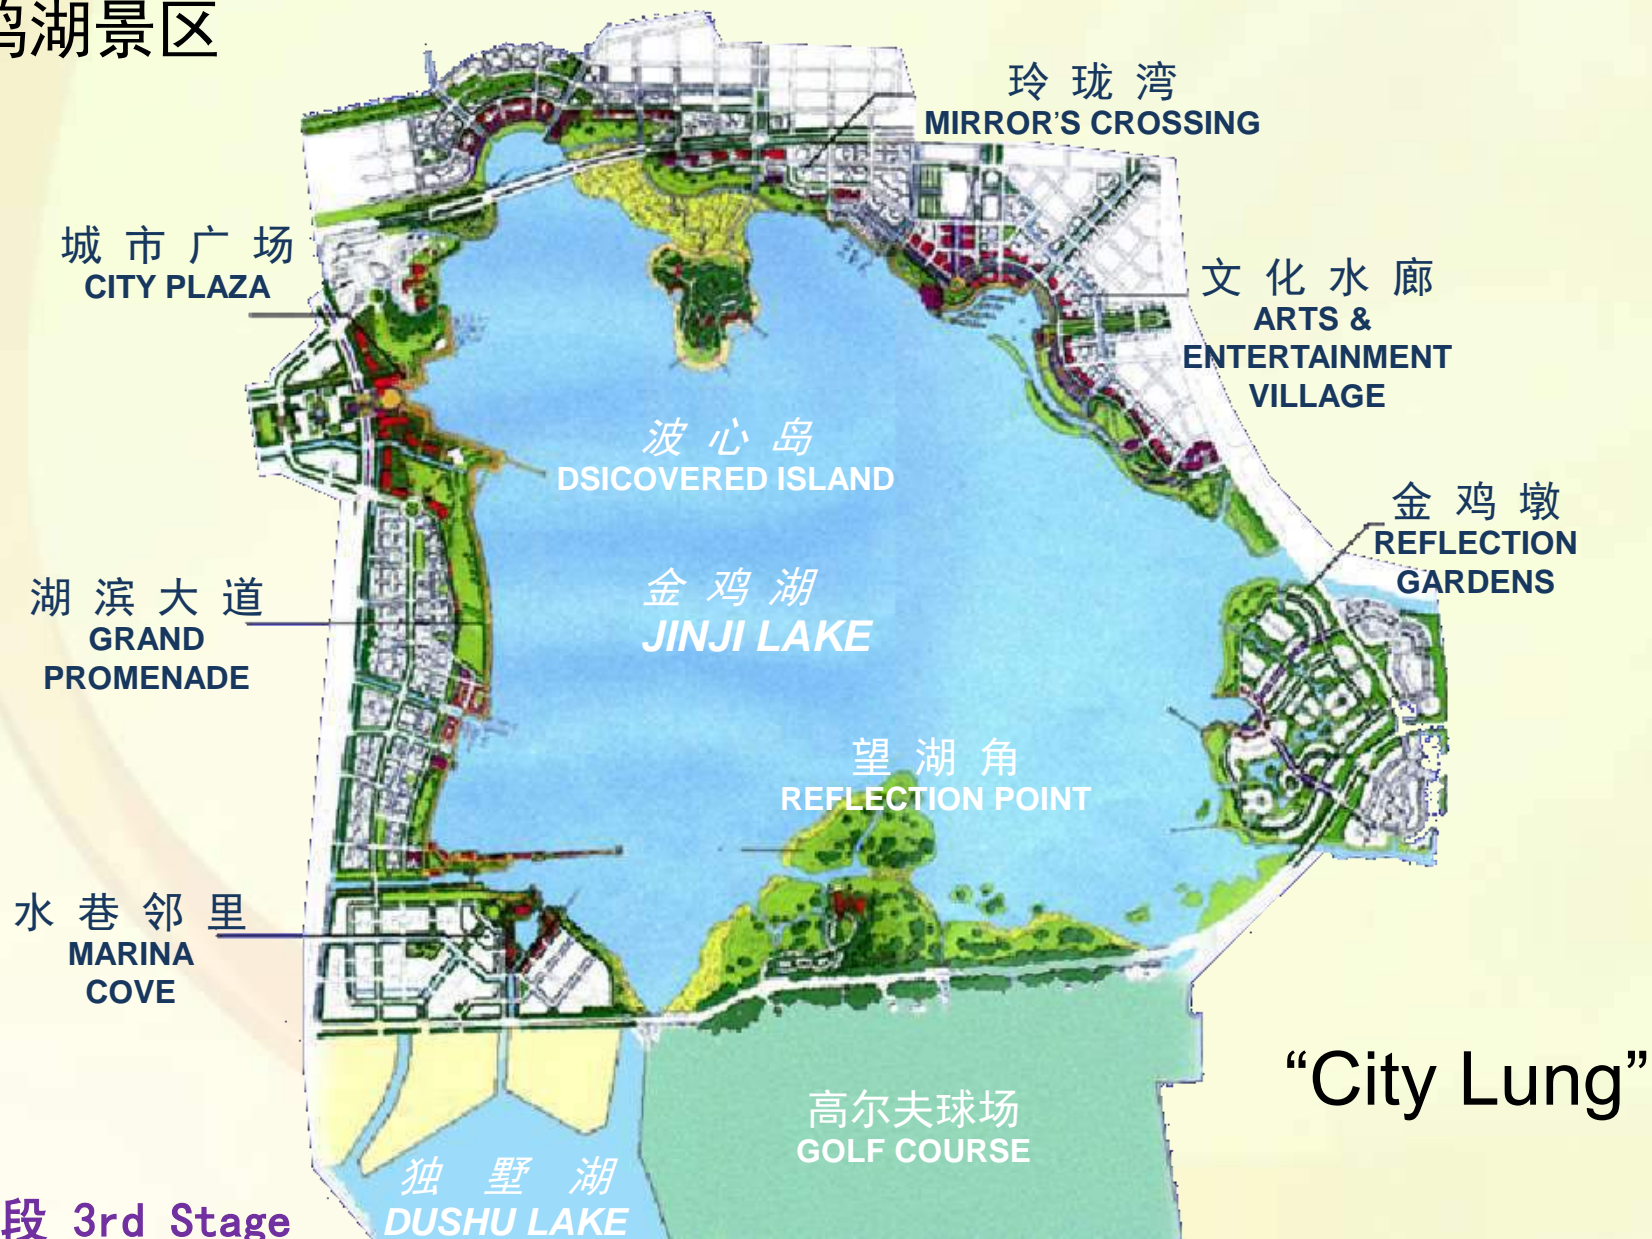 鸡湖景区
玲珑湾
MIRROR'S CROSSING
城市广场
CITY PLAZA
文化水廊
ARTS &
ENTERTAINMENT
VILLAGE
波心岛
DSICOVERED ISLAND
金鸡墩
REFLECTION
GARDENS
金鸡湖
JINJI LAKE
湖滨大道
GRAND
PROMENADE
望湖角
REFLECTION POINT
水巷邻里
MARINA
COVE
“City Lung”
高尔夫球场
GOLF COURSE
独墅湖
DUSHU LAKE
段 3rd Stage